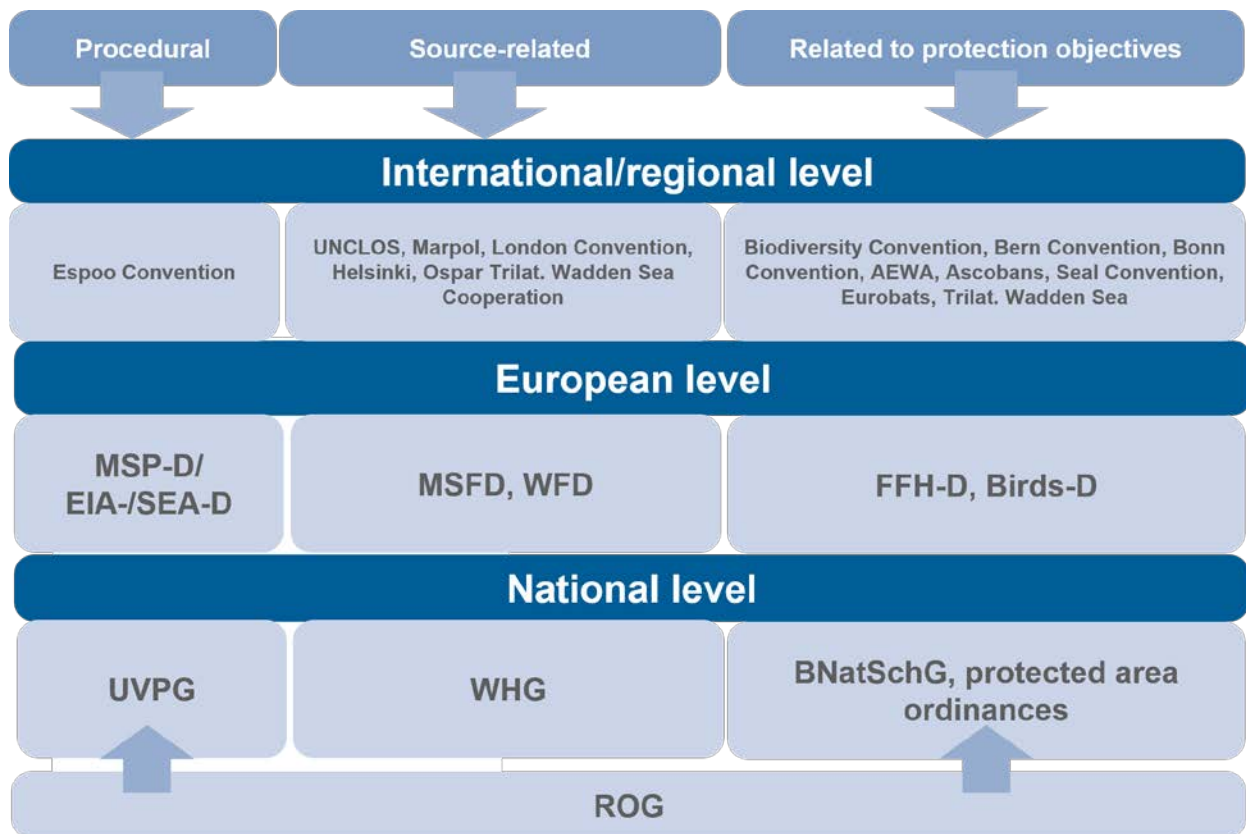 Procedural
Source-related
Related to protection objectives
International/regional level
Espoo Convention
UNCLOS, Marpol, London Convention,
Helsinki, Ospar Trilat. Wadden Sea
Cooperation
Biodiversity Convention, Bern Convention, Bonn
Convention, AEWA, Ascobans, Seal Convention,
Eurobats, Trilat. Wadden Sea
European level
MSP-D/
EIA-/SEA-D
MSFD, WFD
FFH-D, Birds-D
National level
UVPG
WHG
BNatSchG, protected area
ordinances
ROG